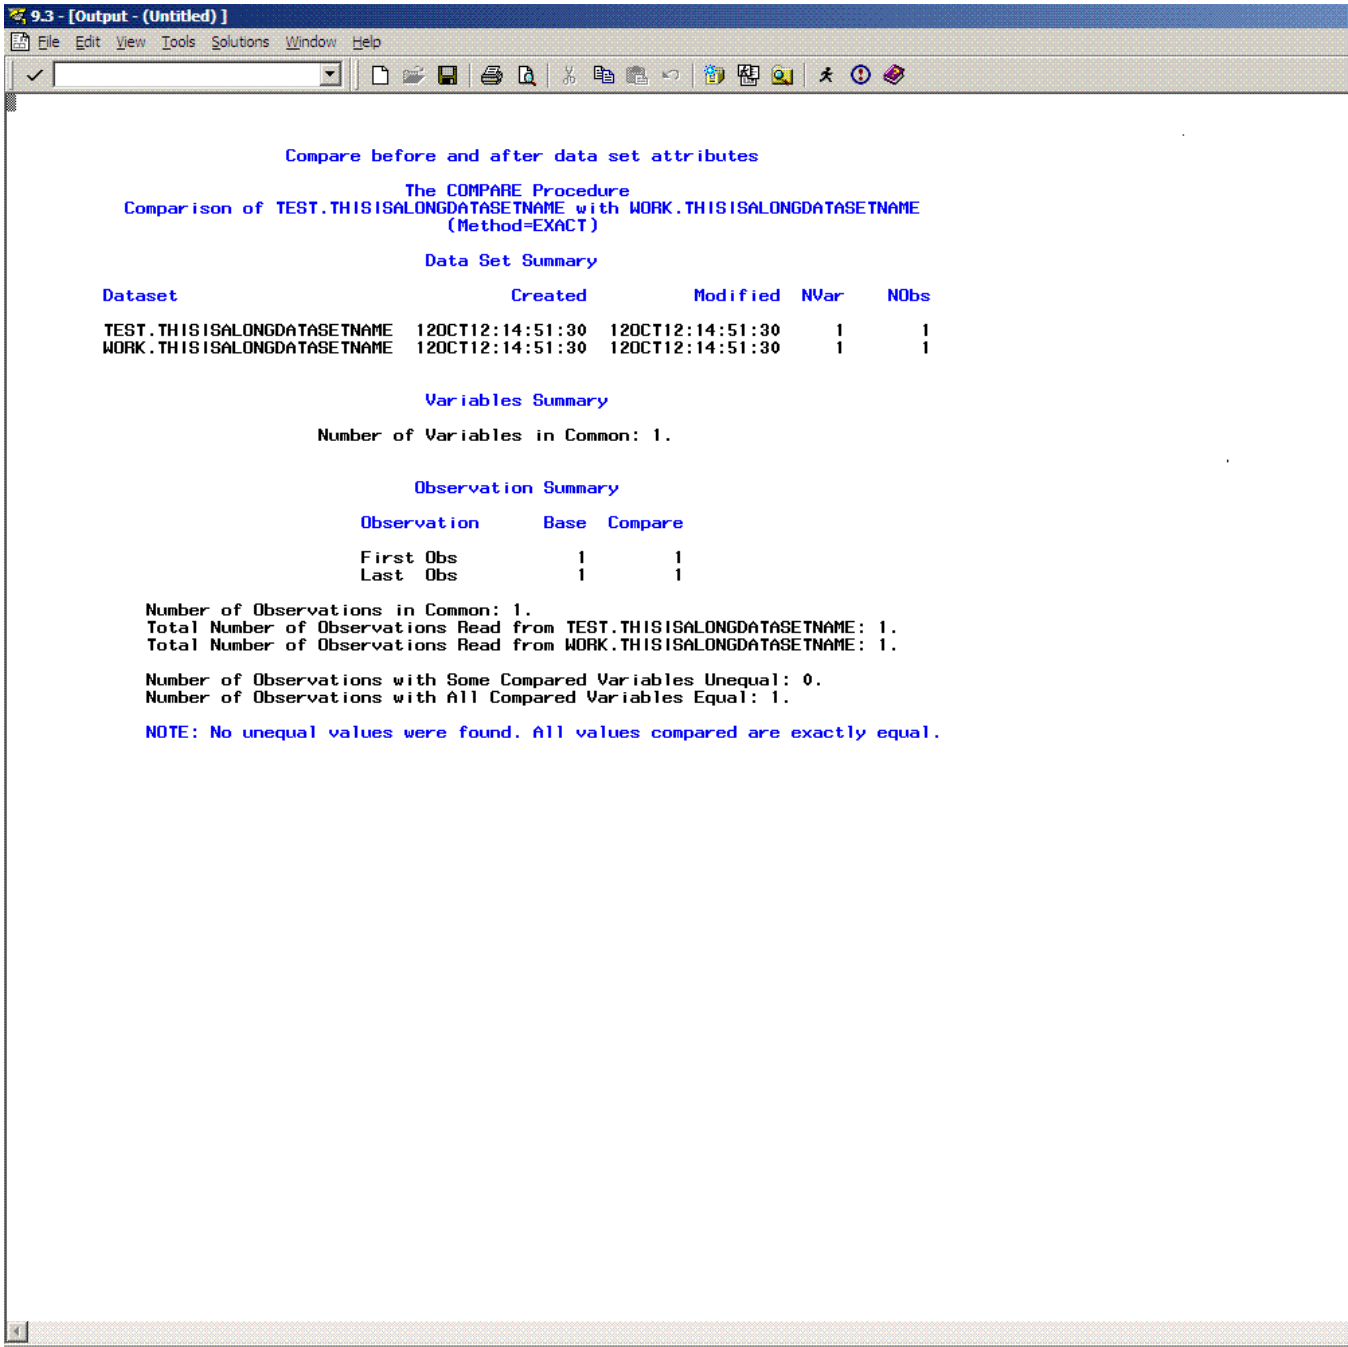 9.3 - [Output - (Untitled) ]
File Edit View Tools Solutions Window Help
Compare before and after data set attributes
The COMPARE Procedure
Comparison of TEST.THISISALONGDATASETNAME with WORK.THISISALONGDATASETNAME
(Method=EXACT)
Data Set Summary
Dataset Created Modified NVar NObs
TEST.THISISALONGDATASETNAME 12OCT12:14:51:30 12OCT12:14:51:30 1 1
WORK.THISISALONGDATASETNAME 12OCT12:14:51:30 12OCT12:14:51:30 1 1
Variables Summary
Number of Variables in Common: 1.
Observation Summary
Observation Base Compare
First Obs 1 1
Last Obs 1 1
Number of Observations in Common: 1.
Total Number of Observations Read from TEST.THISISALONGDATASETNAME: 1.
Total Number of Observations Read from WORK.THISISALONGDATASETNAME: 1.
Number of Observations with Some Compared Variables Unequal: 0.
Number of Observations with All Compared Variables Equal: 1.
NOTE: No unequal values were found. All values compared are exactly equal.